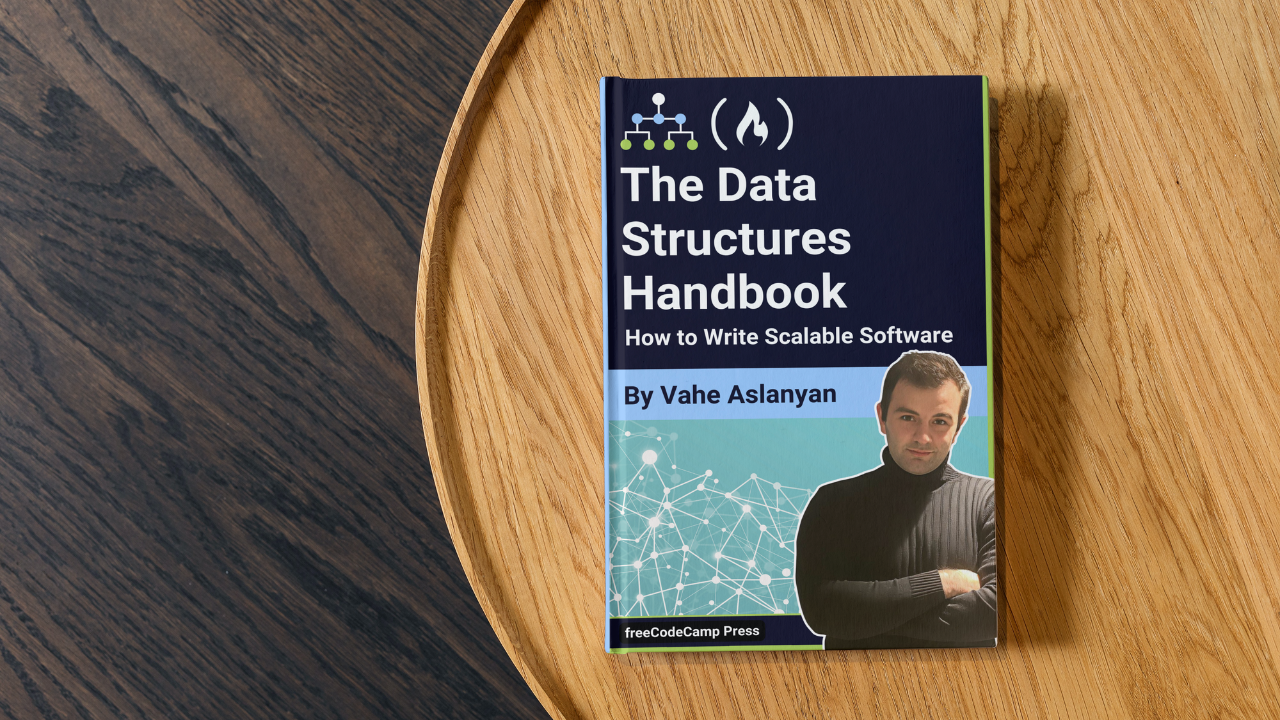 The Data
Structures
Handbook
How to Write Scalable Software
By Vahe Aslanyan
freeCodeCamp Press